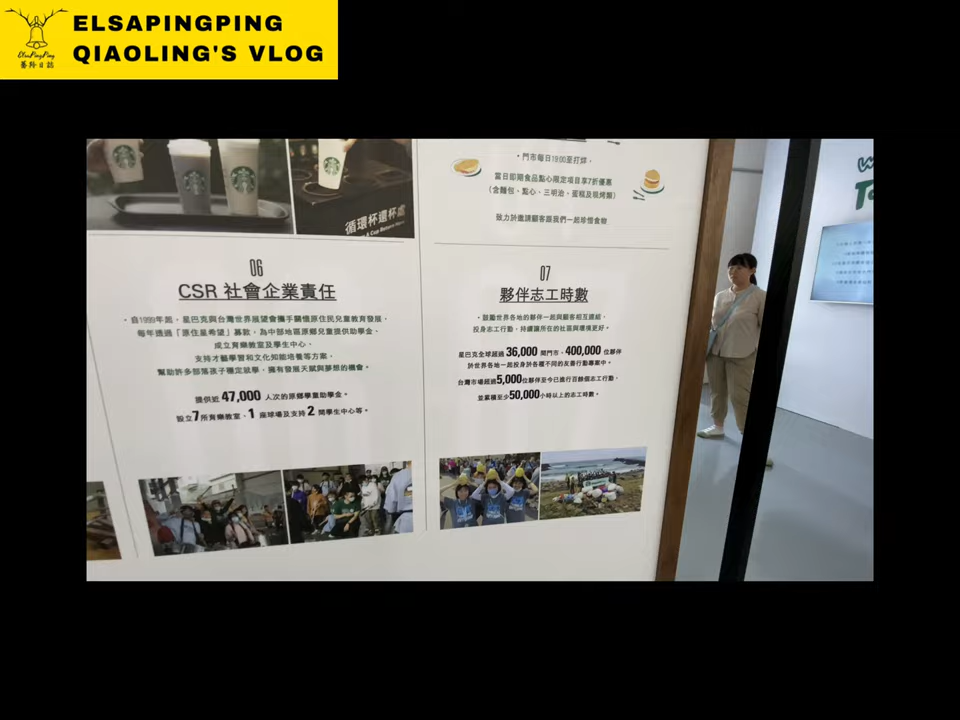 ELSAPINGPING
QIAOLING'S VLOG
ElsaPingPing
循環杯還杯處
・門市每日19:00至打烊，
當日即期食品點心限定項目享7折優惠
（含麵包、點心、三明治、蛋糕及現烤類）
致力於邀請顧客跟我們一起珍惜食物
06
CSR 社會企業責任
・自1999年起，星巴克與台灣世界展望會攜手關懷原住民兒童教育發展，
每年透過「原住星希望」募款，為中部地區原鄉兒童提供助學金、
成立育樂教室及學生中心，
支持才藝學習和文化知能培養等方案，
幫助許多部落孩子穩定就學，擁有發展天賦與夢想的機會。
提供近 47,000 人次的原鄉學童助學金。
設立7所育樂教室、1 座球場及支持 2 間學生中心等。
07
夥伴志工時數
・鼓勵世界各地的夥伴一起與顧客相互連結，
投身志工行動，持續讓所在的社區與環境更好。
星巴克全球超過 36,000 間門市、400,000 位夥伴
於世界各地一起投身於各種不同的友善行動專案中。
台灣市場超過5,000位夥伴至今已進行百餘個志工行動，
並累積至少50,000小時以上的志工時數。